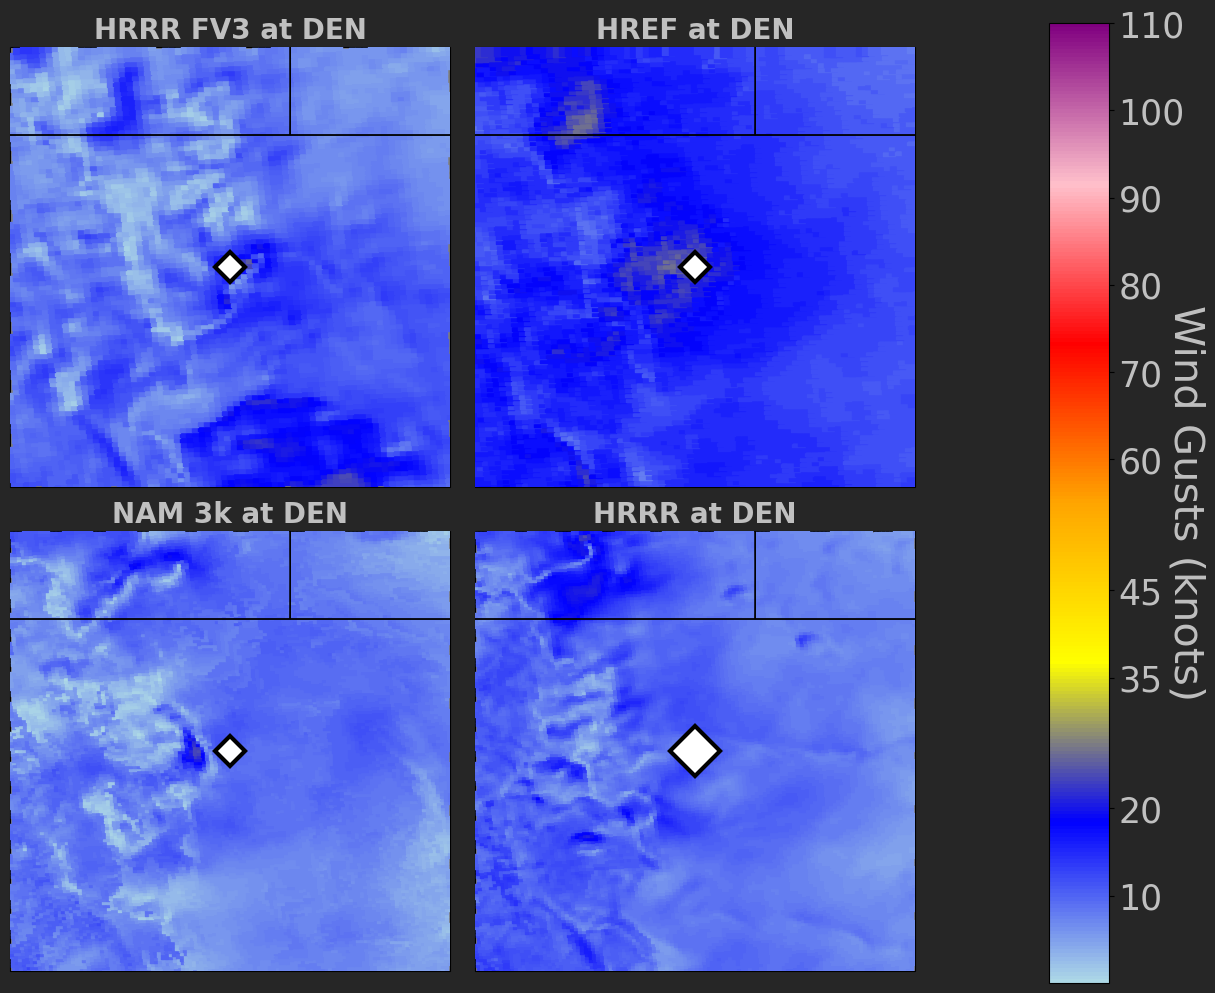 HRRR FV3 at DEN
HREF at DEN
NAM 3k at DEN
HRRR at DEN
110
100
90
80
70
60
45
35
20
10
Wind Gusts (knots)